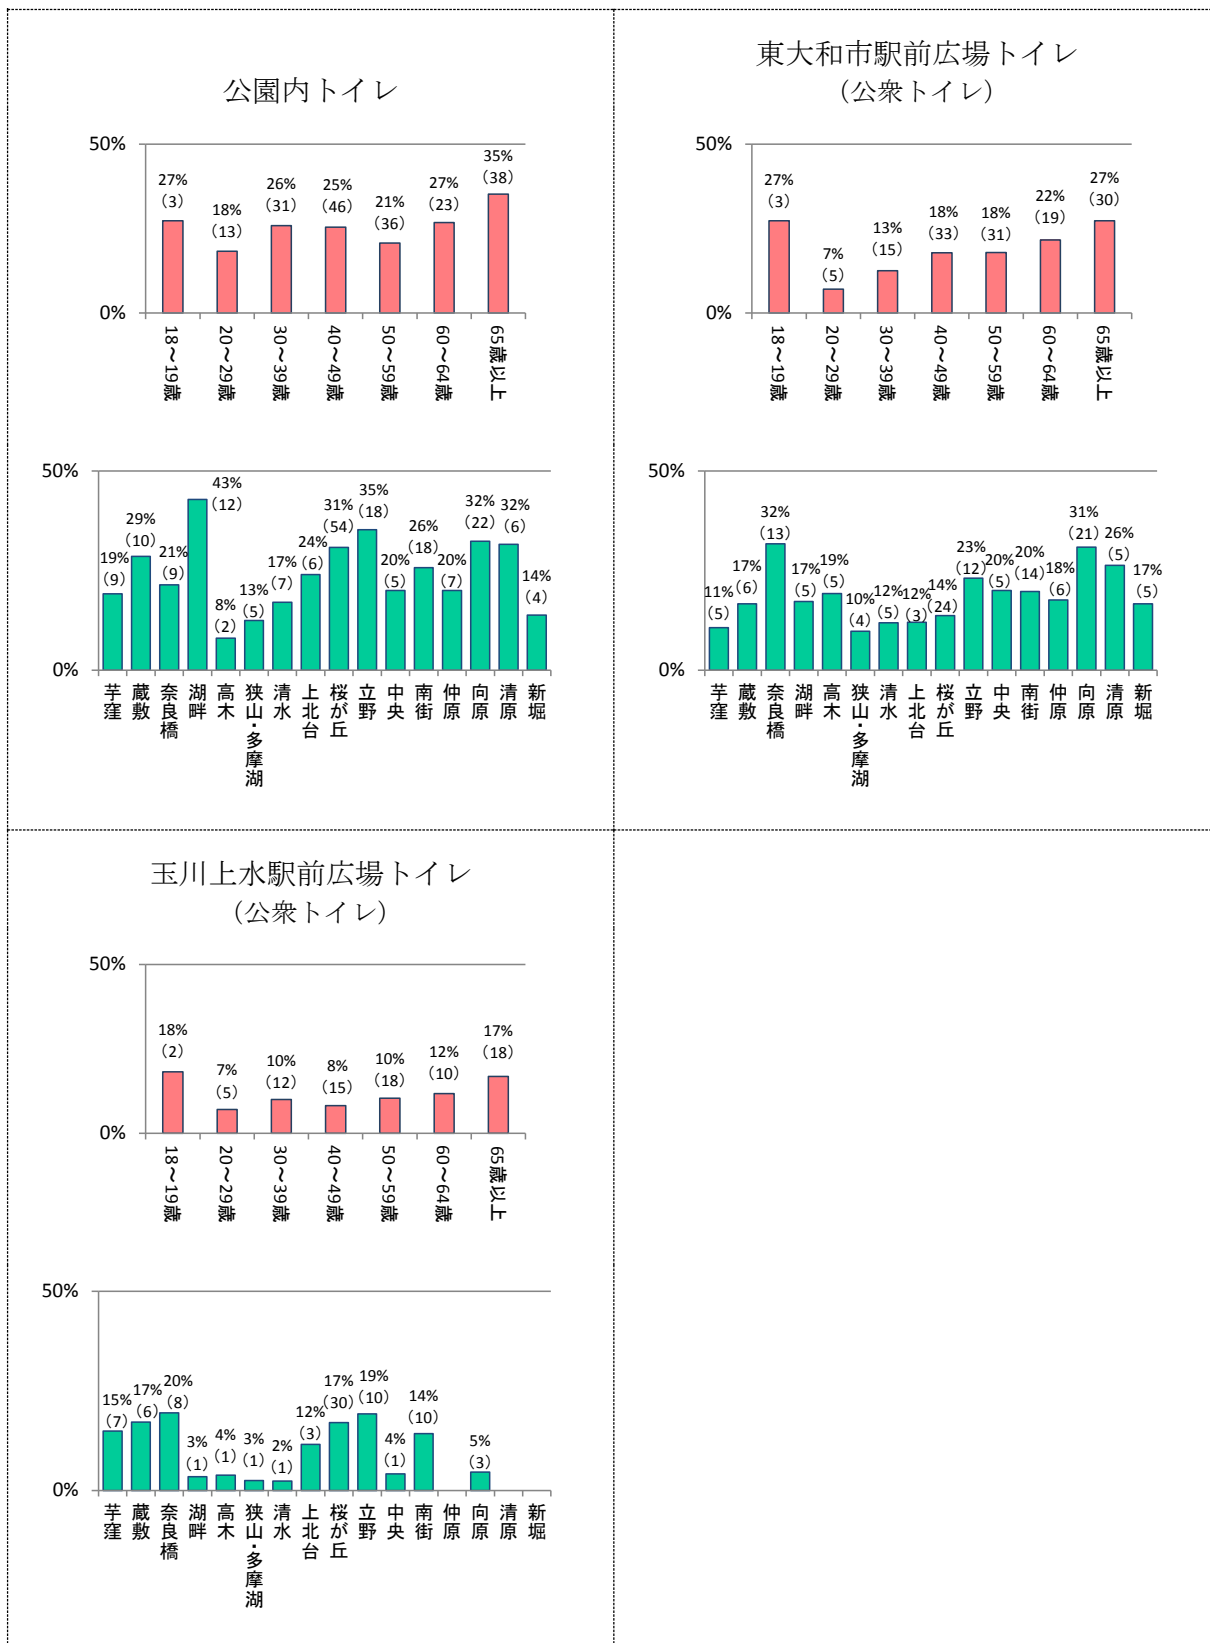 公園内トイレ
50%
0%
27%
(3)
18%
(13)
26%
(31)
25%
(46)
21%
(36)
27%
(23)
35%
(38)
18～19歳
20～29歳
30～39歳
40～49歳
50～59歳
60～64歳
65歳以上
50%
0%
19%
(9)
29%
(10)
21%
(9)
43%
(12)
8%
(2)
13%
(5)
17%
(7)
24%
(6)
31%
(54)
35%
(18)
20%
(5)
26%
(18)
20%
(7)
32%
(22)
32%
(6)
14%
(4)
芋窪
蔵敷
奈良橋
湖畔
高木
狭山・多摩湖
清水
上北台
桜が丘
立野
中央
南街
仲原
向原
清原
新堀
東大和市駅前広場トイレ
（公衆トイレ）
50%
0%
27%
(3)
7%
(5)
13%
(15)
18%
(33)
18%
(31)
22%
(19)
27%
(30)
18～19歳
20～29歳
30～39歳
40～49歳
50～59歳
60～64歳
65歳以上
50%
0%
11%
(5)
17%
(6)
32%
(13)
17%
(5)
19%
(5)
10%
(4)
12%
(5)
12%
(3)
14%
(24)
23%
(12)
20%
(5)
20%
(14)
18%
(6)
31%
(21)
26%
(5)
17%
(5)
芋窪
蔵敷
奈良橋
湖畔
高木
狭山・多摩湖
清水
上北台
桜が丘
立野
中央
南街
仲原
向原
清原
新堀
玉川上水駅前広場トイレ
（公衆トイレ）
50%
0%
18%
(2)
7%
(5)
10%
(12)
8%
(15)
10%
(18)
12%
(10)
17%
(18)
18～19歳
20～29歳
30～39歳
40～49歳
50～59歳
60～64歳
65歳以上
50%
0%
15%
(7)
17%
(6)
20%
(8)
3%
(1)
4%
(1)
3%
(1)
2%
(1)
12%
(3)
17%
(30)
19%
(10)
4%
(1)
14%
(10)
5%
(3)
芋窪
蔵敷
奈良橋
湖畔
高木
狭山・多摩湖
清水
上北台
桜が丘
立野
中央
南街
仲原
向原
清原
新堀